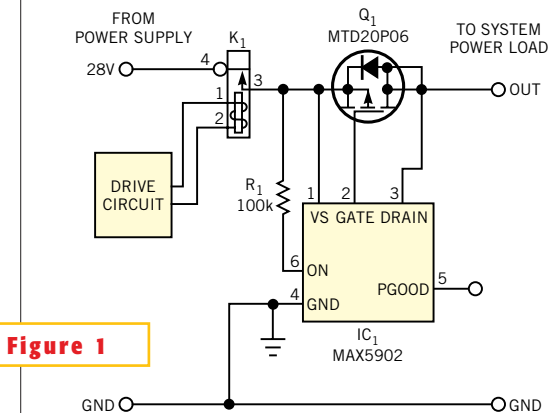 FROM
POWER SUPPLY
K1
Q1
MTD20P06
TO SYSTEM
POWER LOAD
28V
4
3
OUT
1
2
DRIVE
CIRCUIT
R1
100k
1
2
3
VS GATE DRAIN
6
ON
4
GND
PGOOD
5
IC1
MAX5902
Figure 1
GND
GND